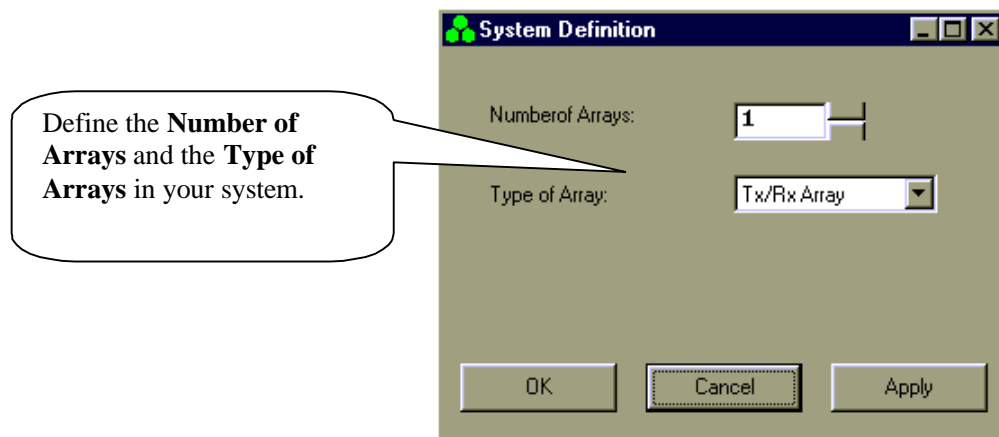 System Definition
Define the Number of
Arrays and the Type of
Arrays in your system.
Numberof Arrays:
1
Type of Array:
Tx/Rx Array
OK
Cancel
Apply